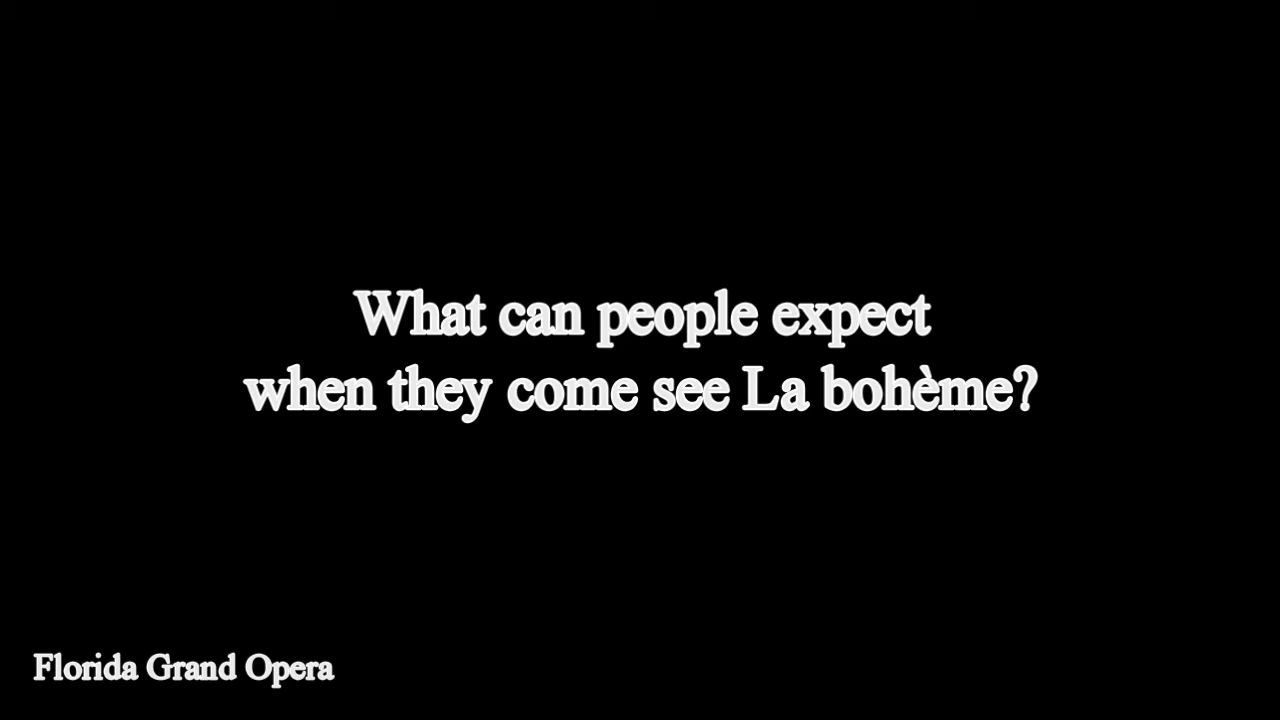 What can people expect
when they come see La bohème?
Florida Grand Opera